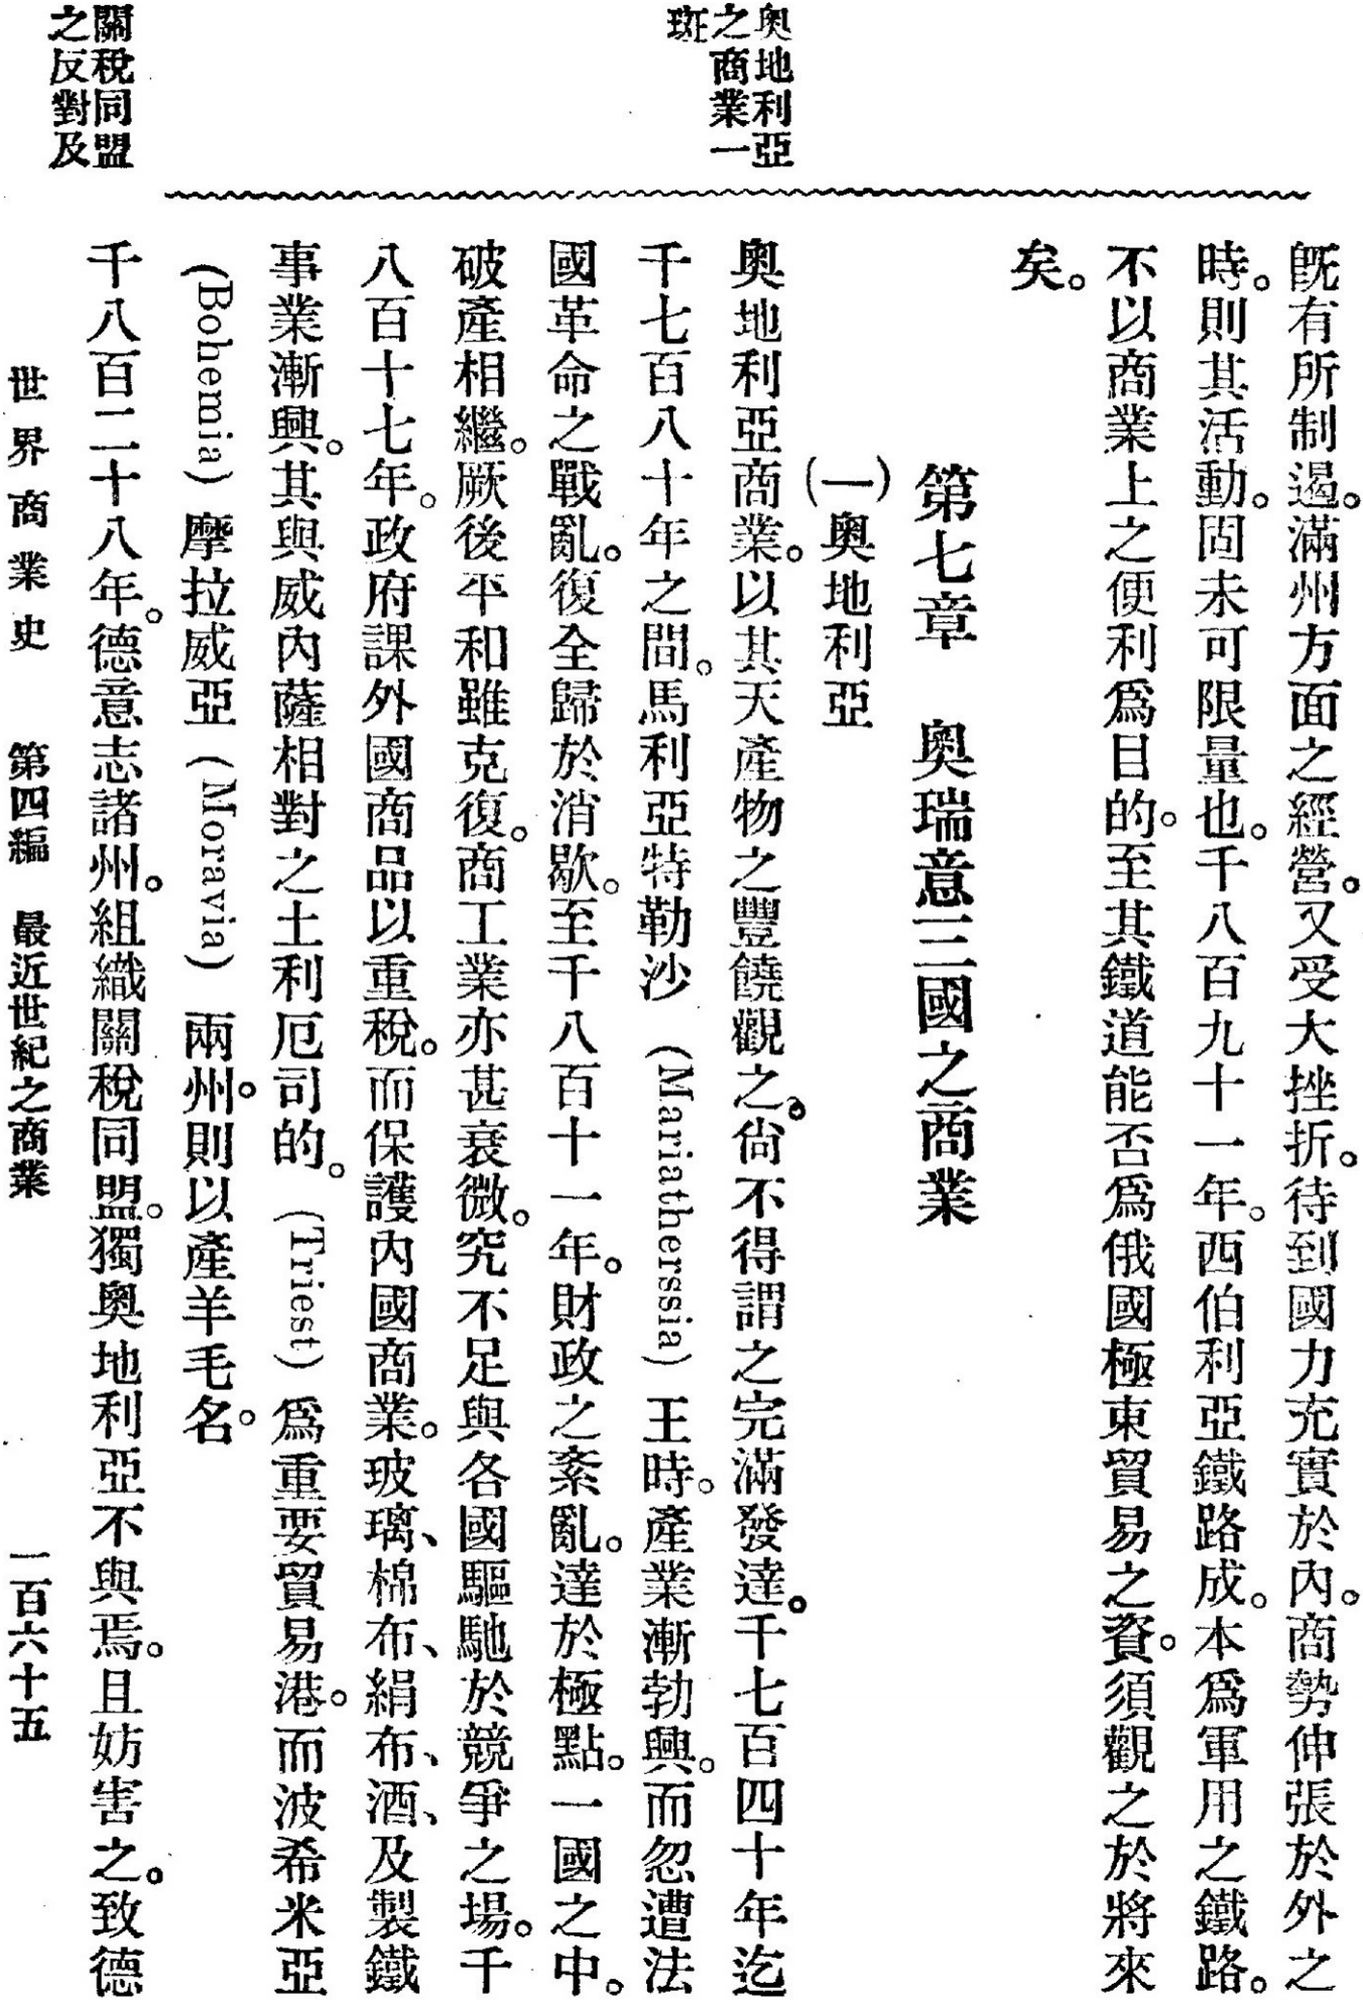 奧地利亞
之商業一
斑
關稅同盟
之反對及
旣有所制遏。滿州方面之經營。又受大挫折。待到國力充實於內。商勢伸張於外之
時。則其活動。固未可限量也。千八百九十一年。西伯利亞鐵路成。本爲軍用之鐵路。
不以商業上之便利爲目的。至其鐵道能否爲俄國極東貿易之資。須觀之於將來
矣。
第七章　奧瑞意三國之商業
(一)奧地利亞
奧地利亞商業。以其天產物之豐饒觀之。尙不得謂之完滿發達。千七百四十年迄
千七百八十年之間。馬利亞特勒沙(Mariatherssia)王時。產業漸勃興。而忽遭法
國革命之戰亂。復全歸於消歇。至千八百十一年。財政之紊亂。達於極點。一國之中。
破產相繼。厥後平和雖克復。商工業亦甚衰微。究不足與各國驅馳於競爭之場。千
八百十七年。政府課外國商品以重稅。而保護內國商業。玻璃、棉布、絹布、酒、及製鐵
事業漸興。其與威內薩相對之土利厄司的。(Triest)爲重要貿易港。而波希米亞
(Bohemia)摩拉威亞(Moravia)兩州。則以產羊毛名。
千八百二十八年。德意志諸州。組織關稅同盟。獨奧地利亞不與焉。且妨害之。致德
世界商業史　第四編　最近世紀之商業　一百六十五